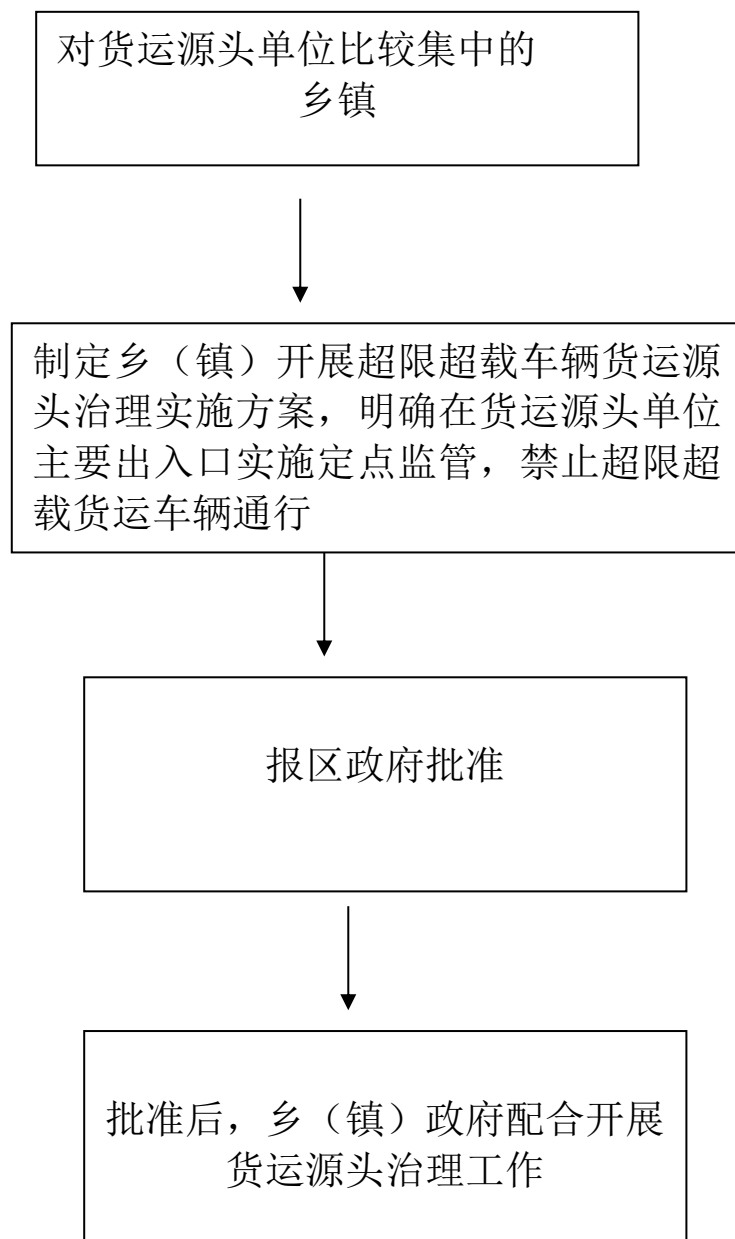 对货运源头单位比较集中的
乡镇
制定乡（镇）开展超限超载车辆货运源
头治理实施方案，明确在货运源头单位
主要出入口实施定点监管，禁止超限超
载货运车辆通行
报区政府批准
批准后，乡（镇）政府配合开展
货运源头治理工作